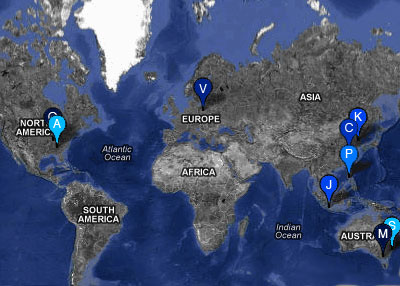 V
ASIA
EUROPE
K
C
NORTH
AMERICA
A
Atlantic
Ocean
P
AFRICA
J
SOUTH
AMERICA
Indian
Ocean
S
M
AUSTRA